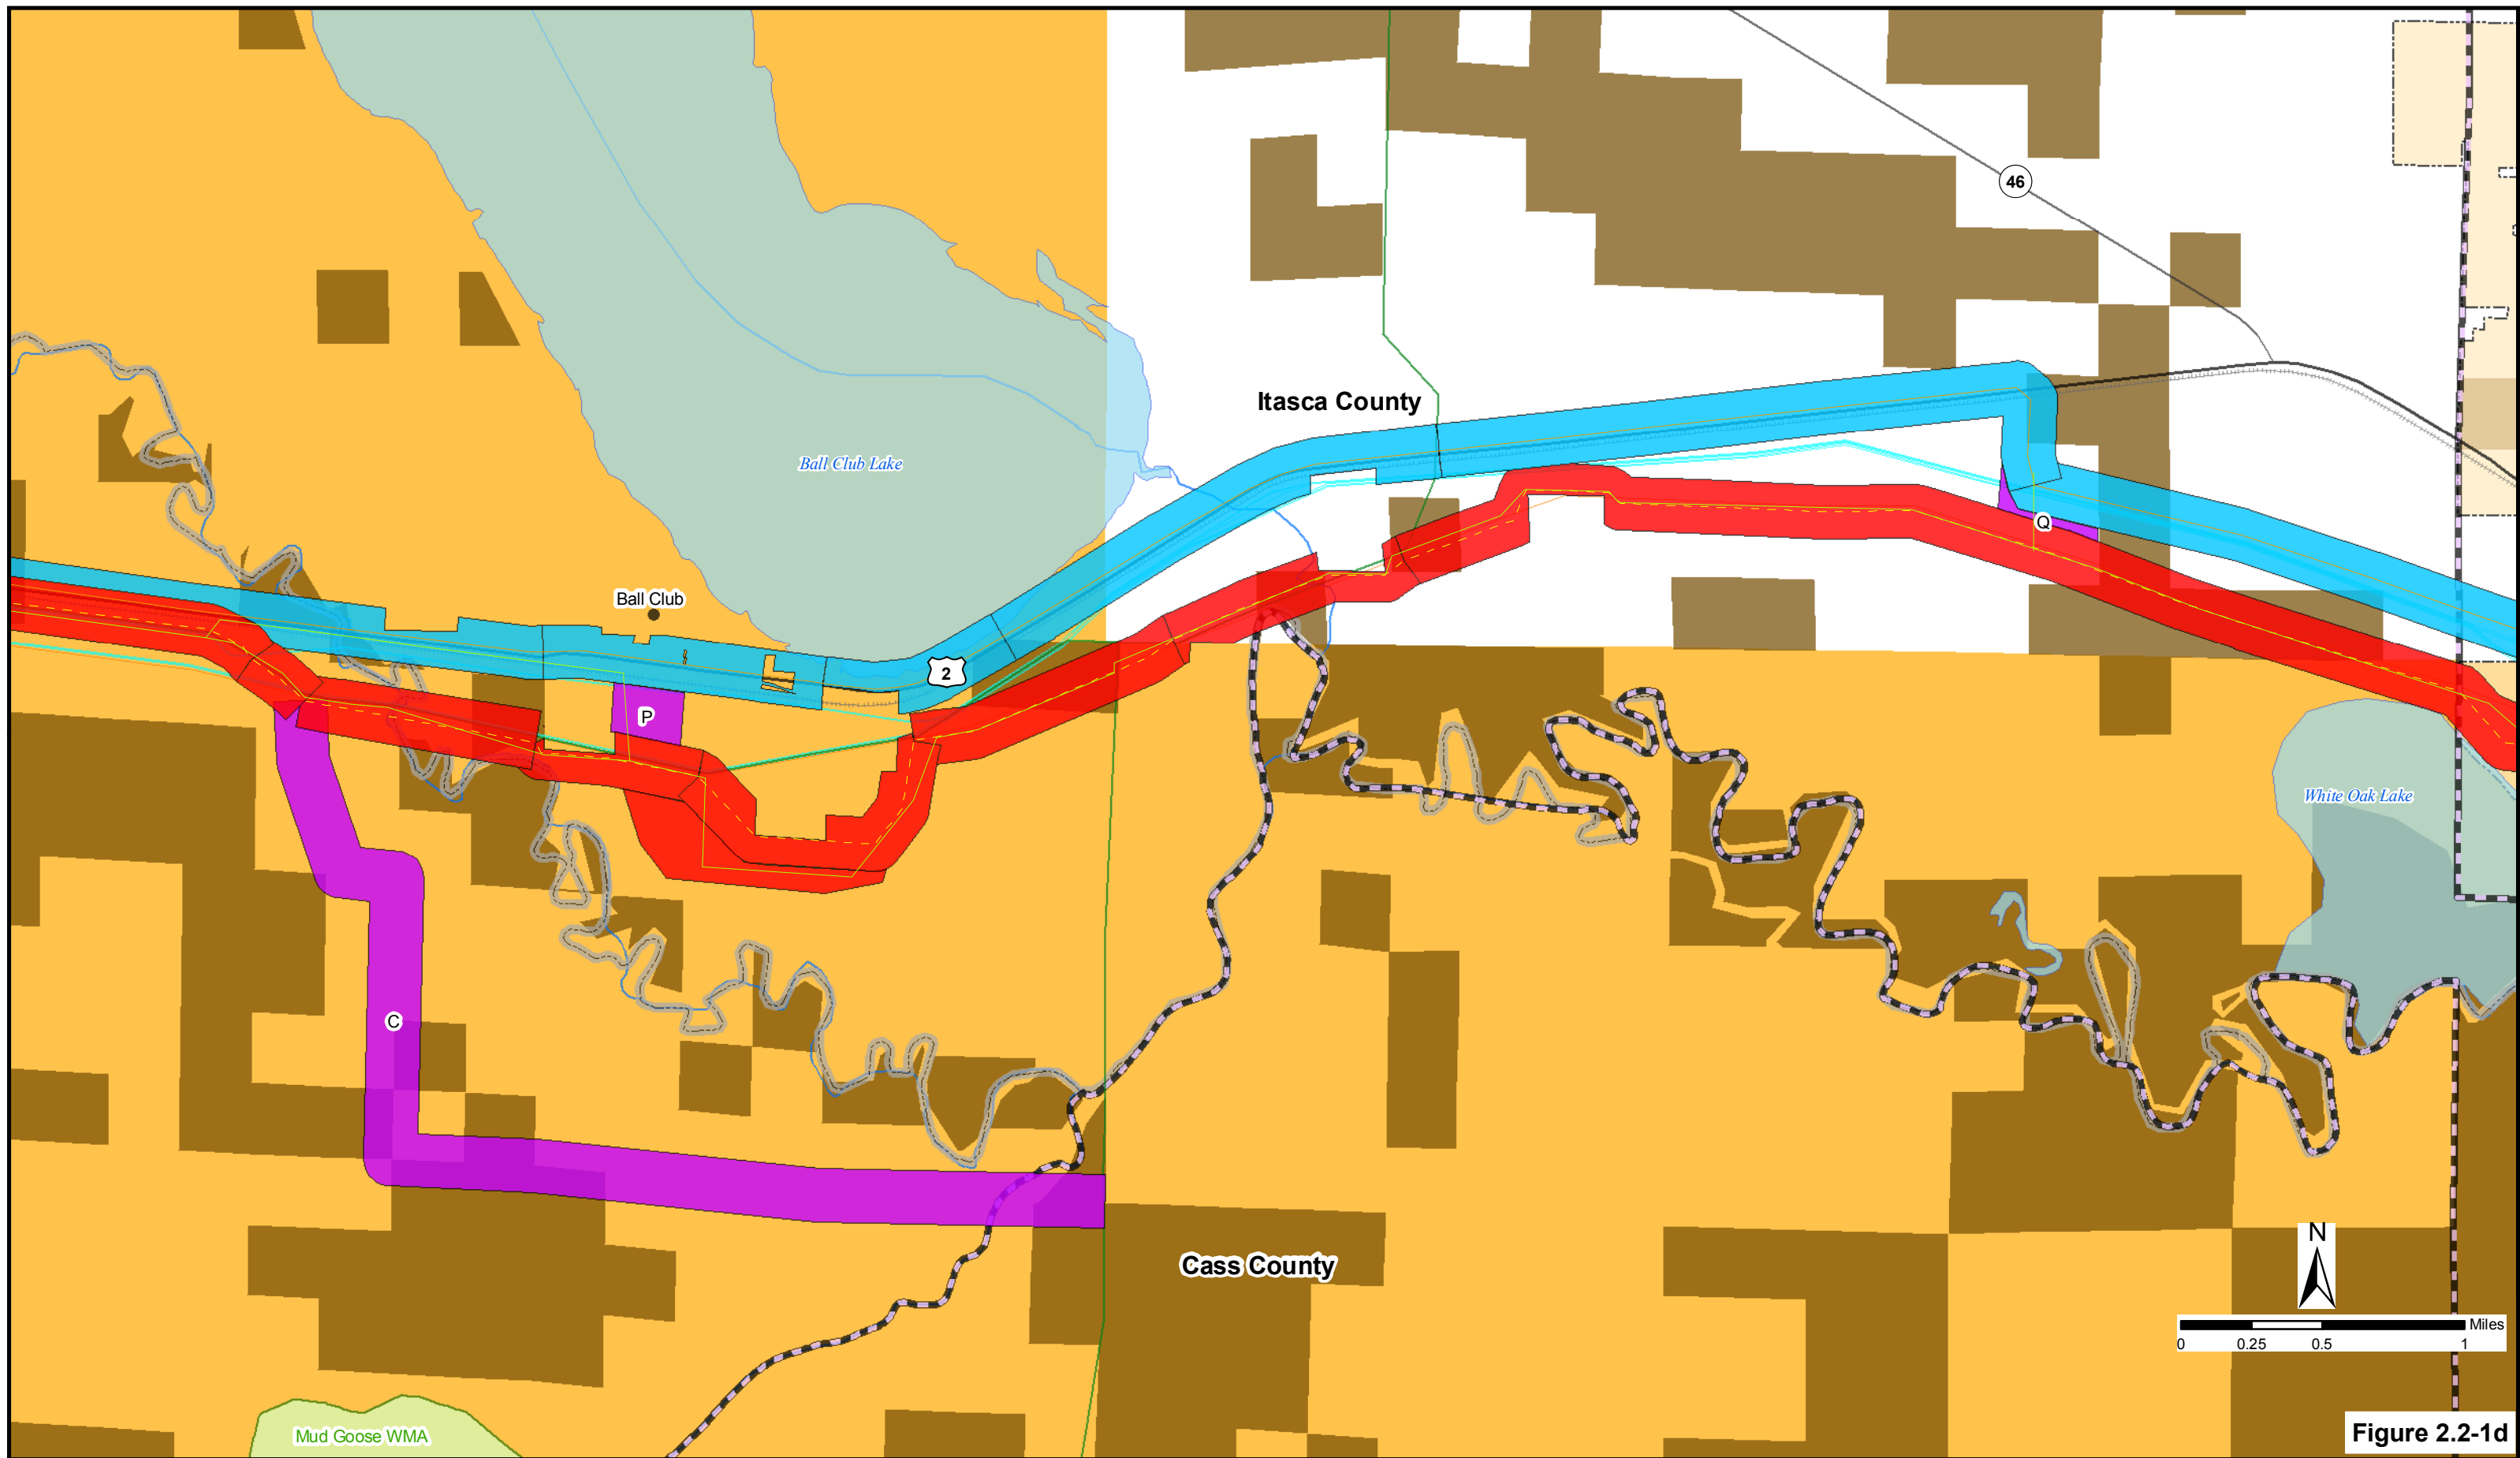 46
Itasca County
Ball Club Lake
Q
Ball Club
2
P
White Oak Lake
C
Cass County
N
Miles
0 0.25 0.5 1
Mud Goose WMA
Figure 2.2-1d